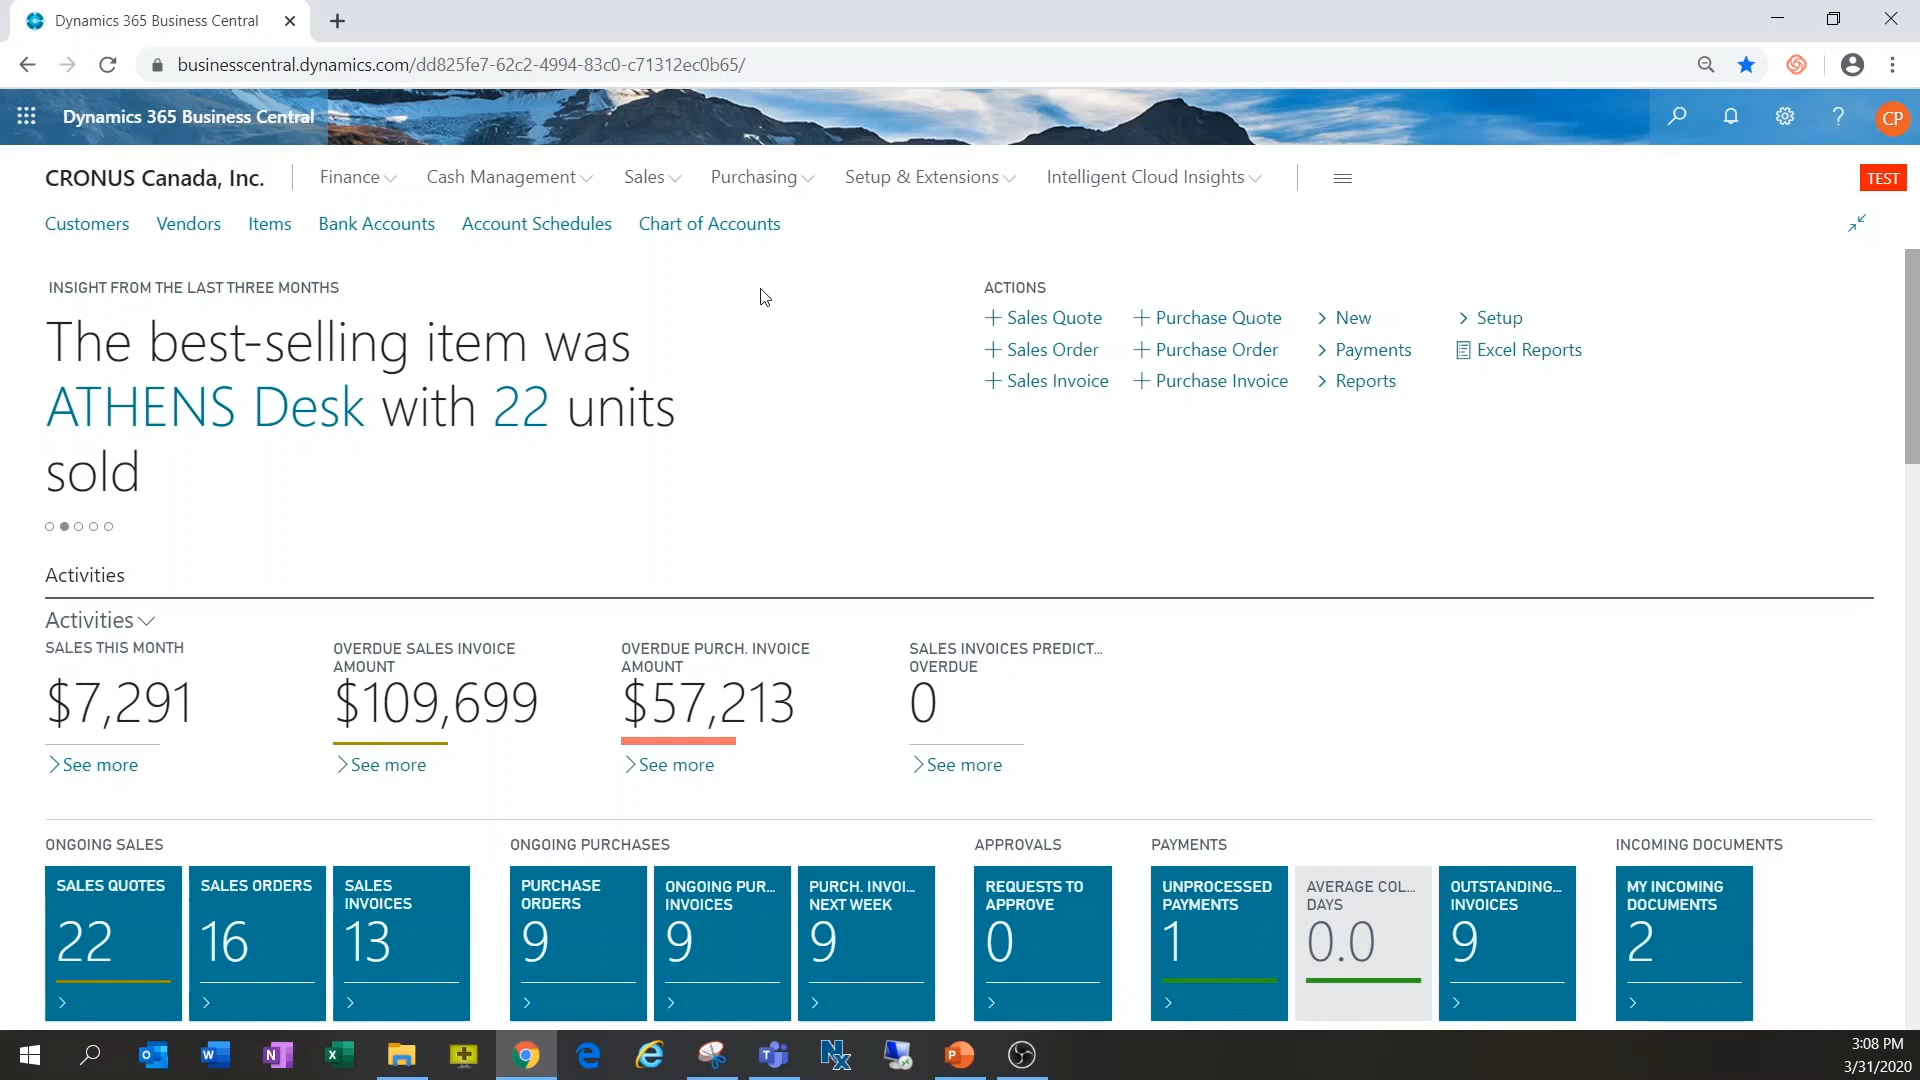 Dynamics 365 Business Central
businesscentral.dynamics.com/dd825fe7-62c2-4994-83c0-c71312ec0b65/
Dynamics 365 Business Central
CP
CRONUS Canada, Inc.
Finance
Cash Management
Sales
Purchasing
Setup & Extensions
Intelligent Cloud Insights
TEST
Customers
Vendors
Items
Bank Accounts
Account Schedules
Chart of Accounts
INSIGHT FROM THE LAST THREE MONTHS
The best-selling item was
ATHENS Desk with 22 units
sold
ACTIONS
Sales Quote
Purchase Quote
New
Setup
Sales Order
Purchase Order
Payments
Excel Reports
Sales Invoice
Purchase Invoice
Reports
Activities
Activities
SALES THIS MONTH
$7,291
See more
OVERDUE SALES INVOICE
AMOUNT
$109,699
See more
OVERDUE PURCH. INVOICE
AMOUNT
$57,213
See more
SALES INVOICES PREDICT...
OVERDUE
0
See more
ONGOING SALES
SALES QUOTES
22
SALES ORDERS
16
SALES
INVOICES
13
ONGOING PURCHASES
PURCHASE
ORDERS
9
ONGOING PUR...
INVOICES
9
PURCH. INVOI...
NEXT WEEK
9
APPROVALS
REQUESTS TO
APPROVE
0
PAYMENTS
UNPROCESSED
PAYMENTS
1
AVERAGE COL...
DAYS
0.0
OUTSTANDING...
INVOICES
9
INCOMING DOCUMENTS
MY INCOMING
DOCUMENTS
2
3:08 PM
3/31/2020